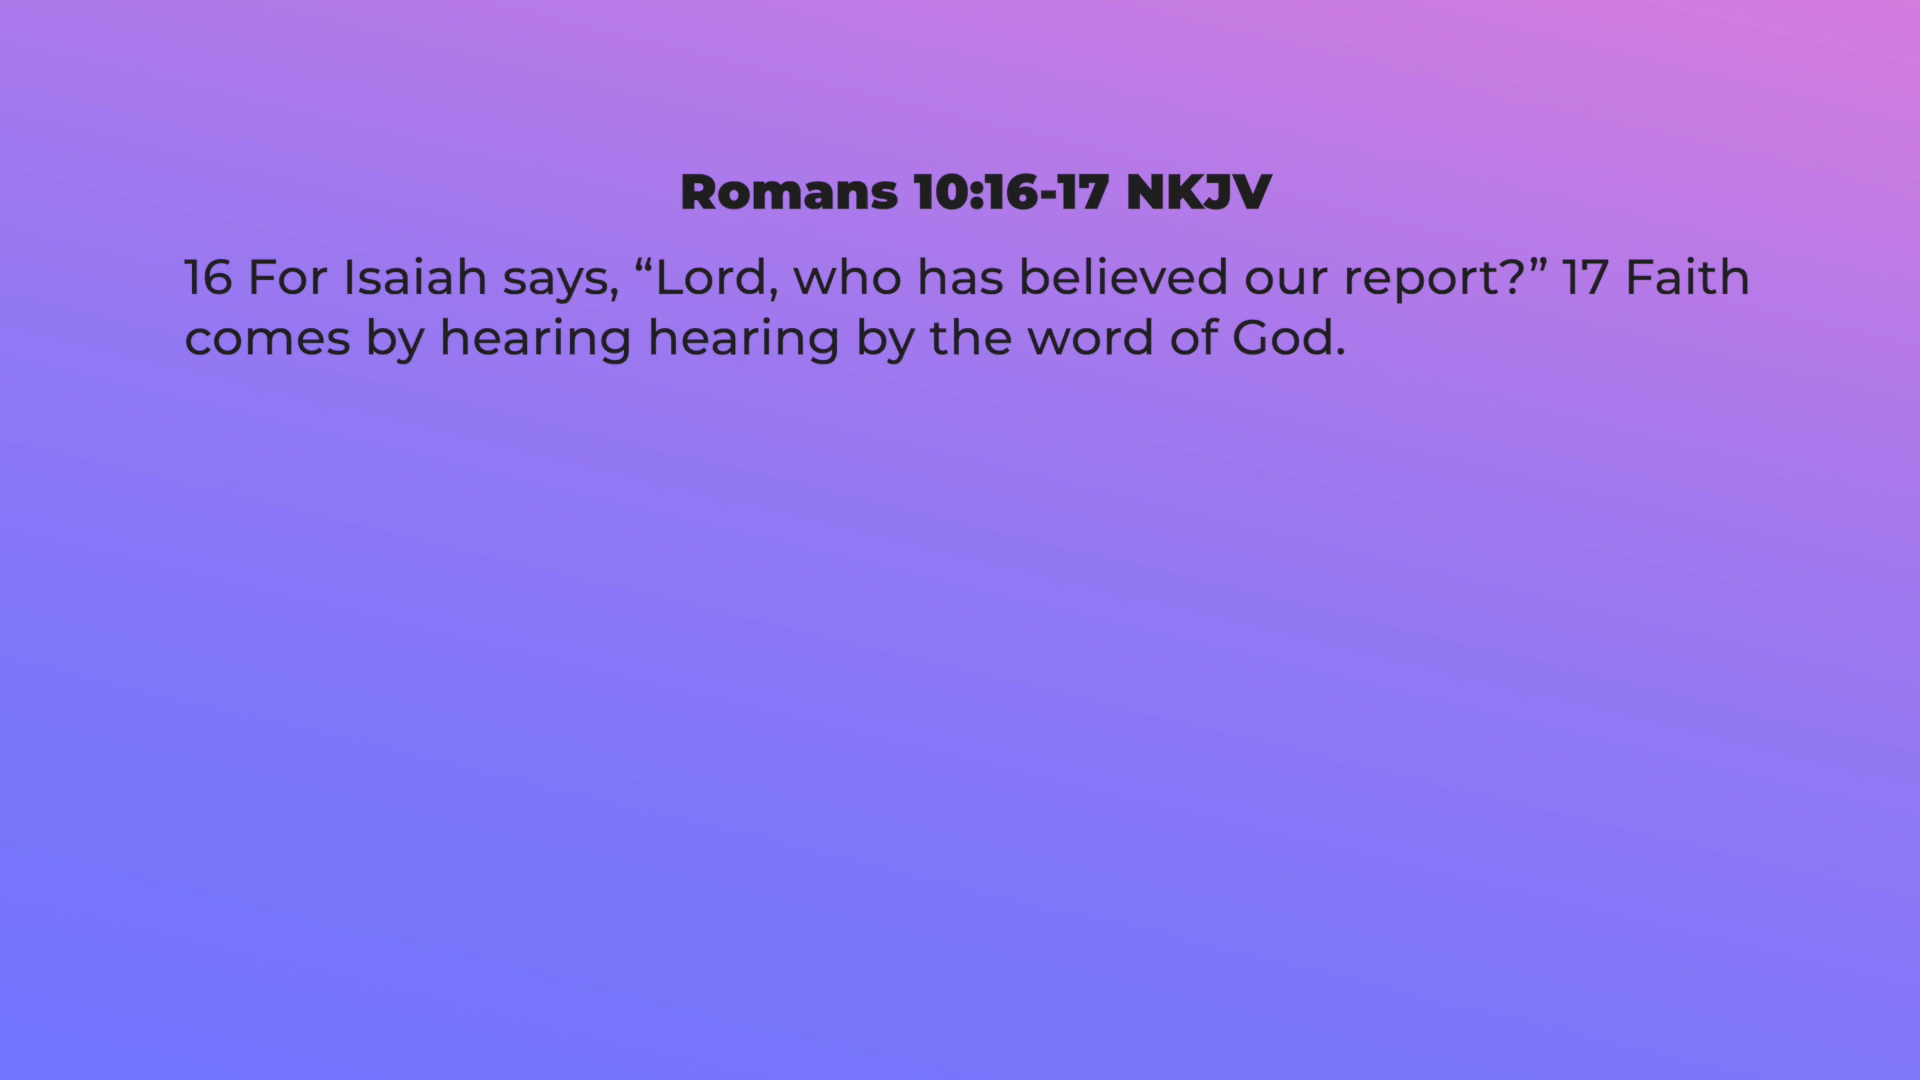 Romans 10:16-17 NKJV
16 For Isaiah says, “Lord, who has believed our report?” 17 Faith
comes by hearing hearing by the word of God.